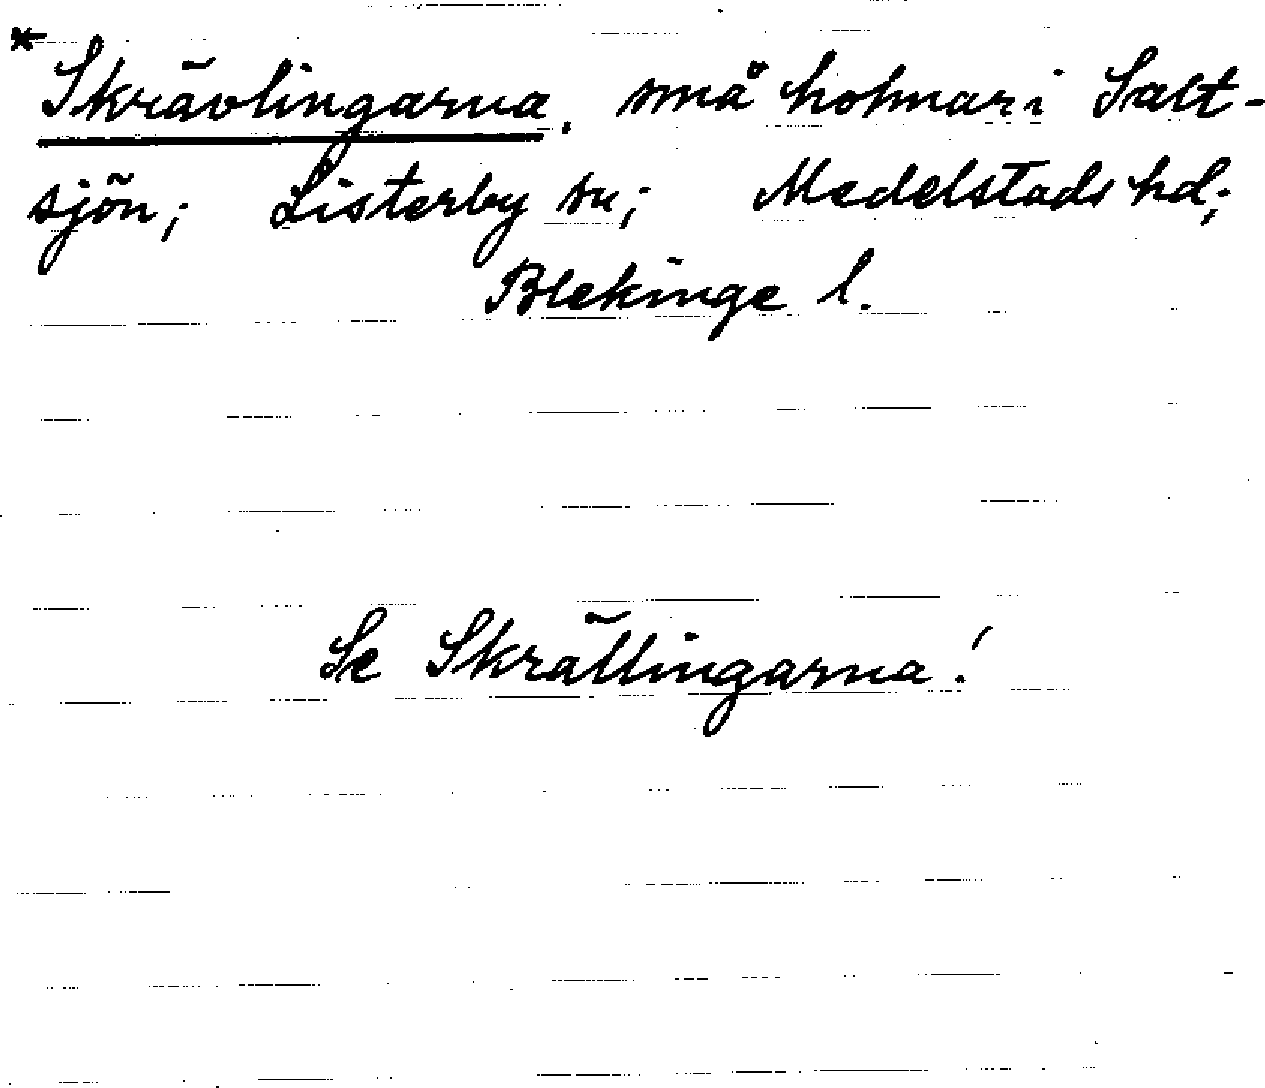 * Skrävlingarna, små holmar i Salt-
sjön; Listerby sn; Medelstads hd;
Blekinge l.
Se Skrällingarna!